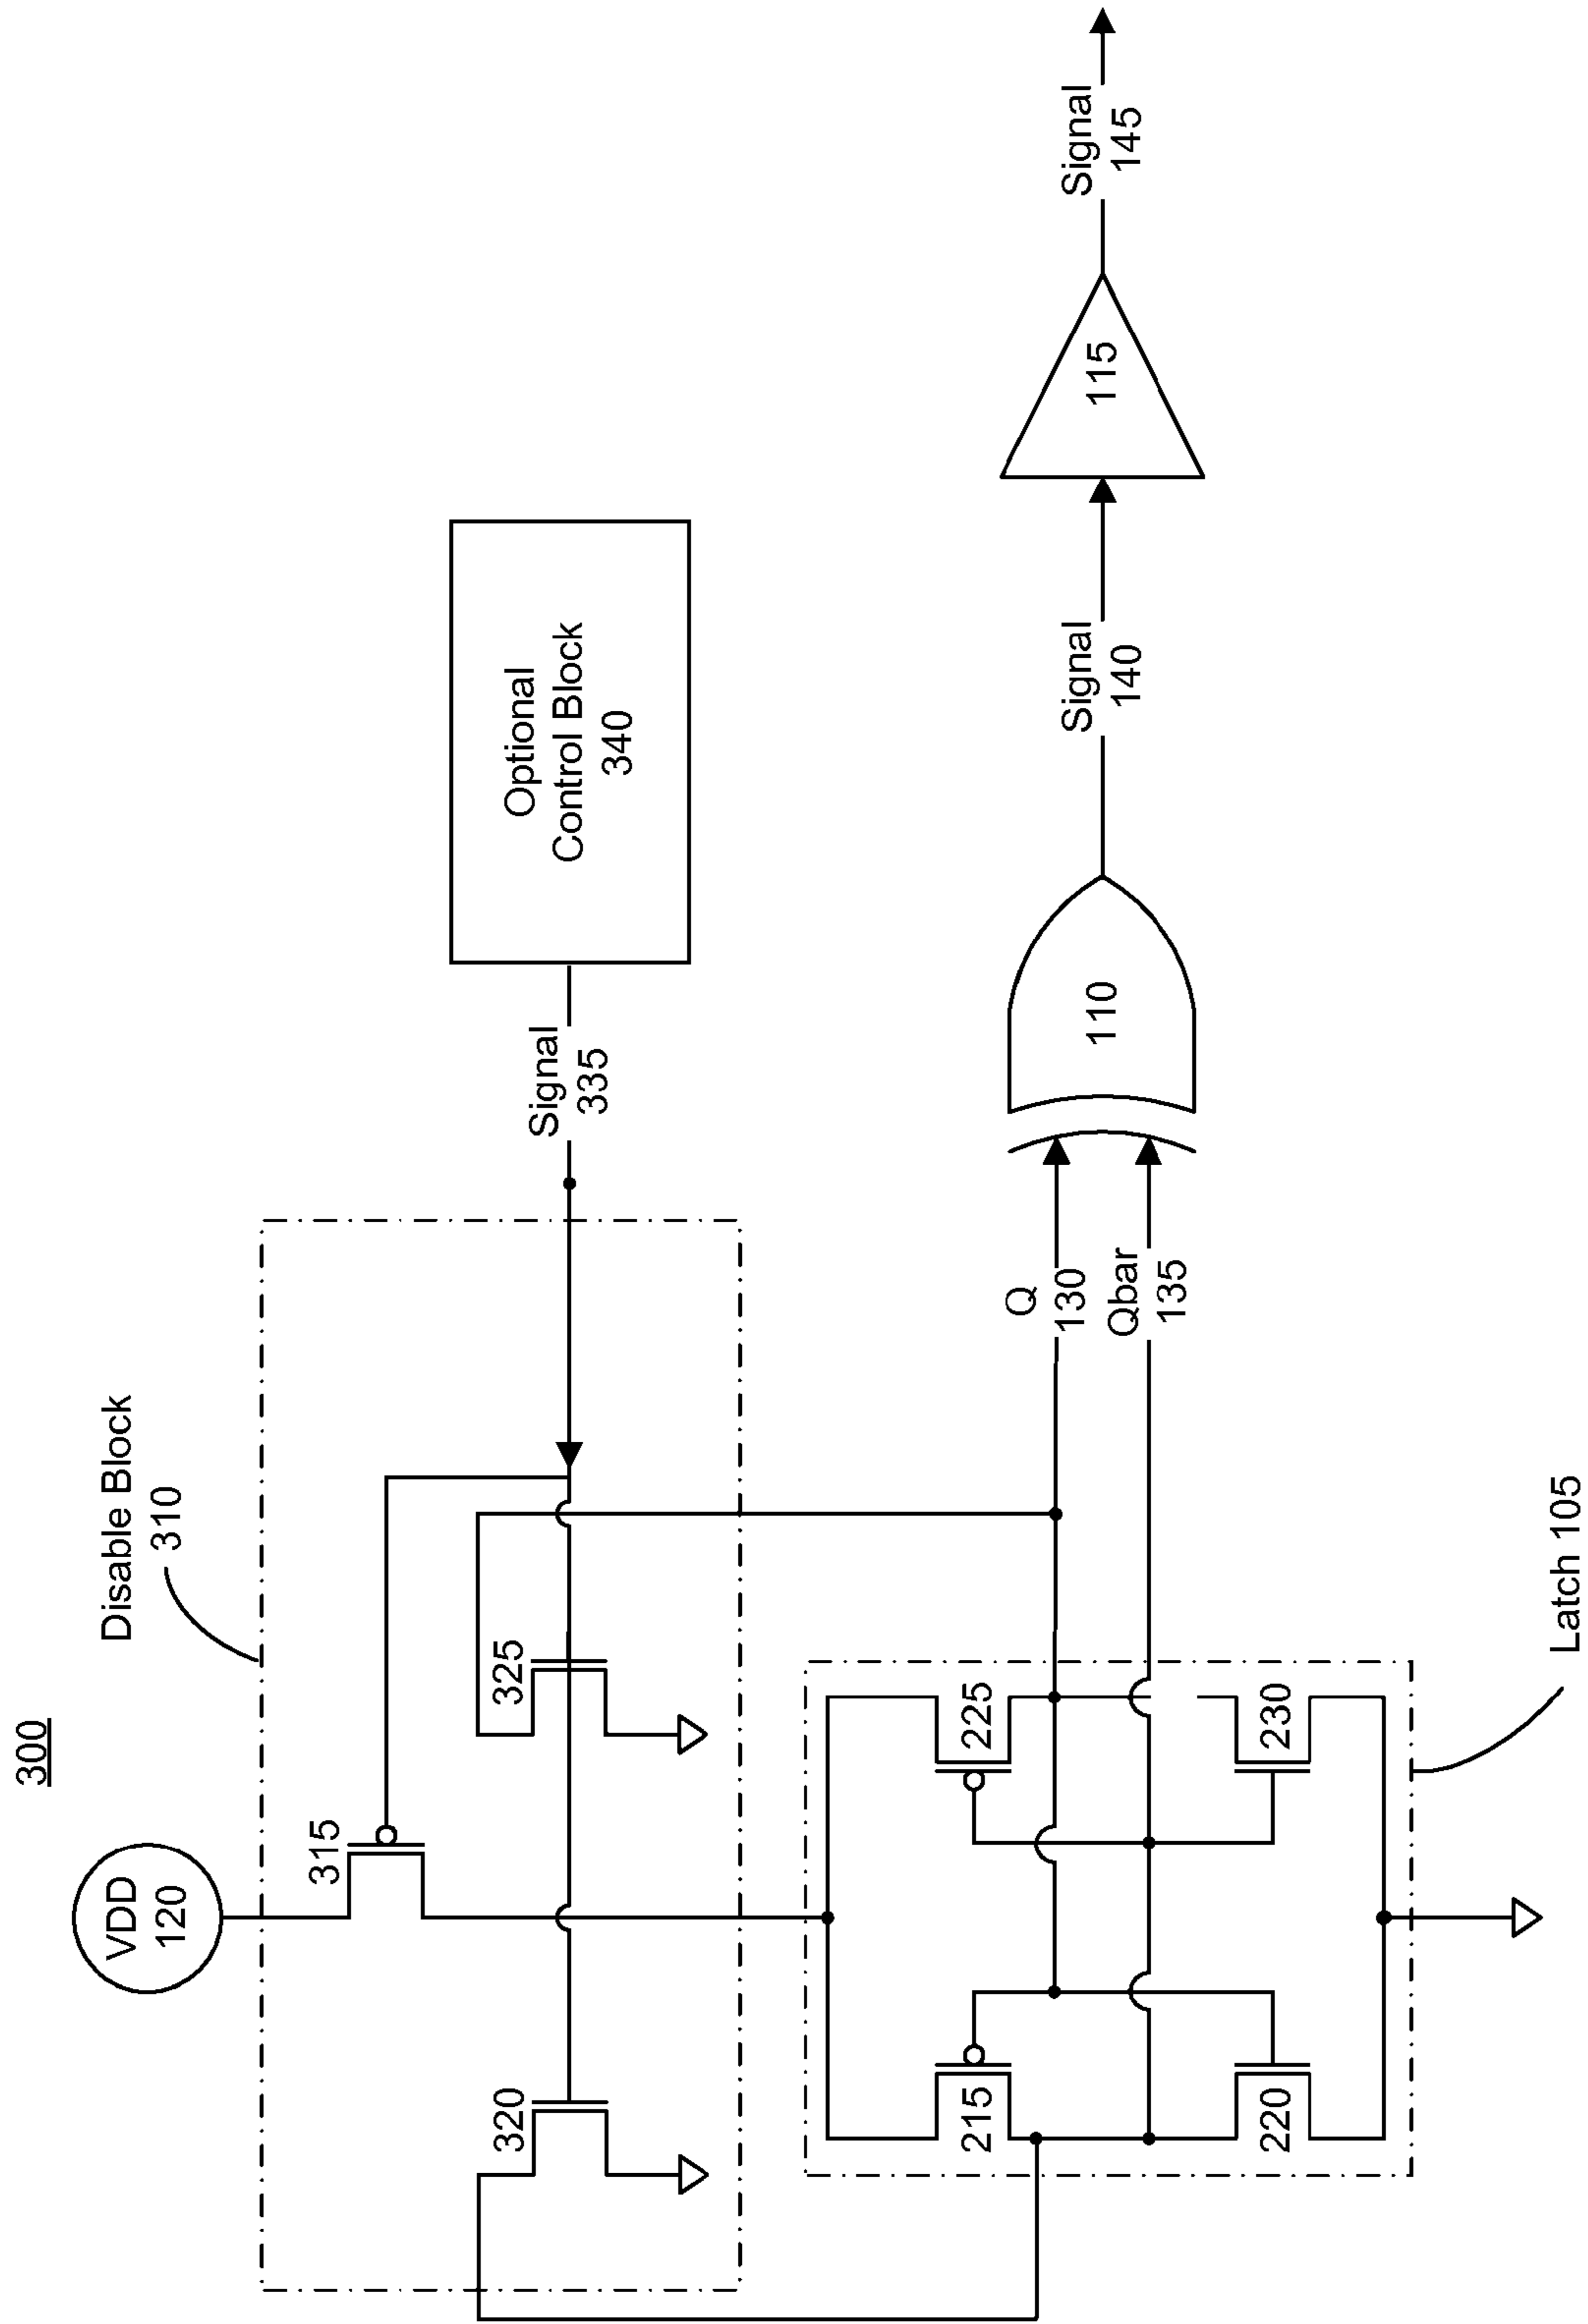 300
VDD
120
Disable Block
310
315
320
325
Signal
335
Optional
Control Block
340
215
220
225
230
Latch 105
Q
130
Qbar
135
110
Signal
140
115
Signal
145